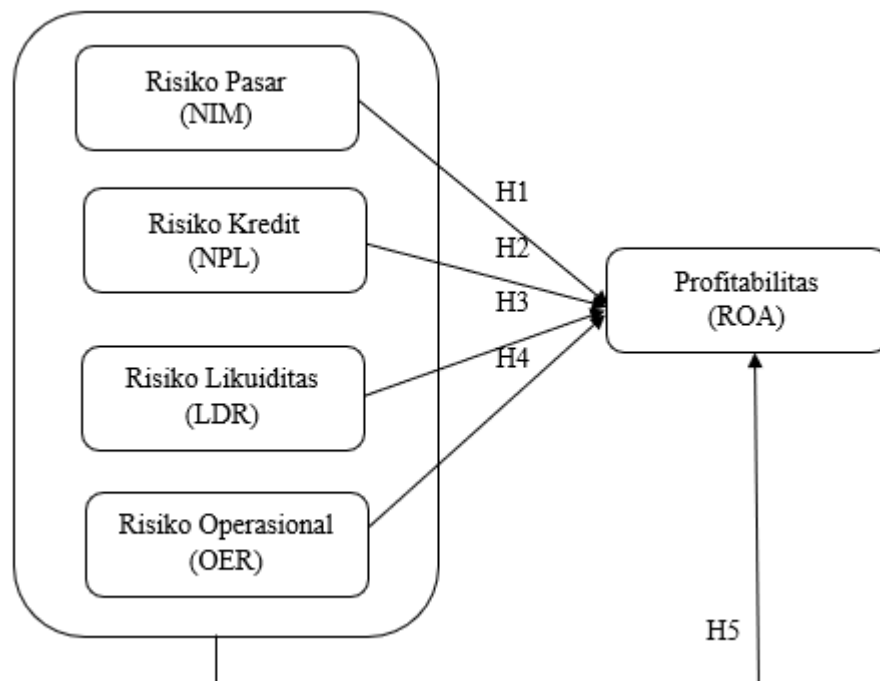 Risiko Pasar
(NIM)
H1
Risiko Kredit
(NPL)
H2
Profitabilitas
(ROA)
H3
H4
Risiko Likuiditas
(LDR)
Risiko Operasional
(OER)
H5